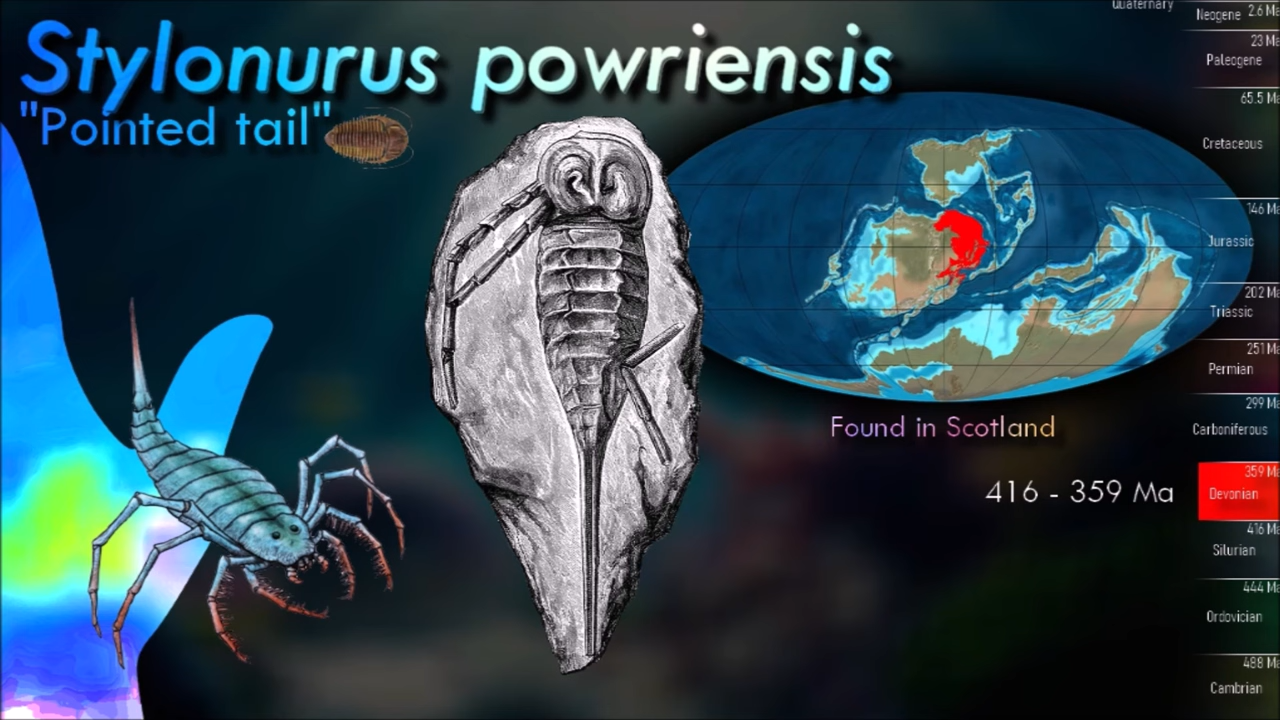 Stylonurus powriensis
"Pointed tail"
Found in Scotland
416 - 359 Ma
Quaternary
2.6 Ma
Neogene
23 Ma
Paleogene
65.5 Ma
Cretaceous
146 Ma
Jurassic
202 Ma
Triassic
251 Ma
Permian
299 Ma
Carboniferous
359 Ma
Devonian
416 Ma
Silurian
444 Ma
Ordovician
488 Ma
Cambrian